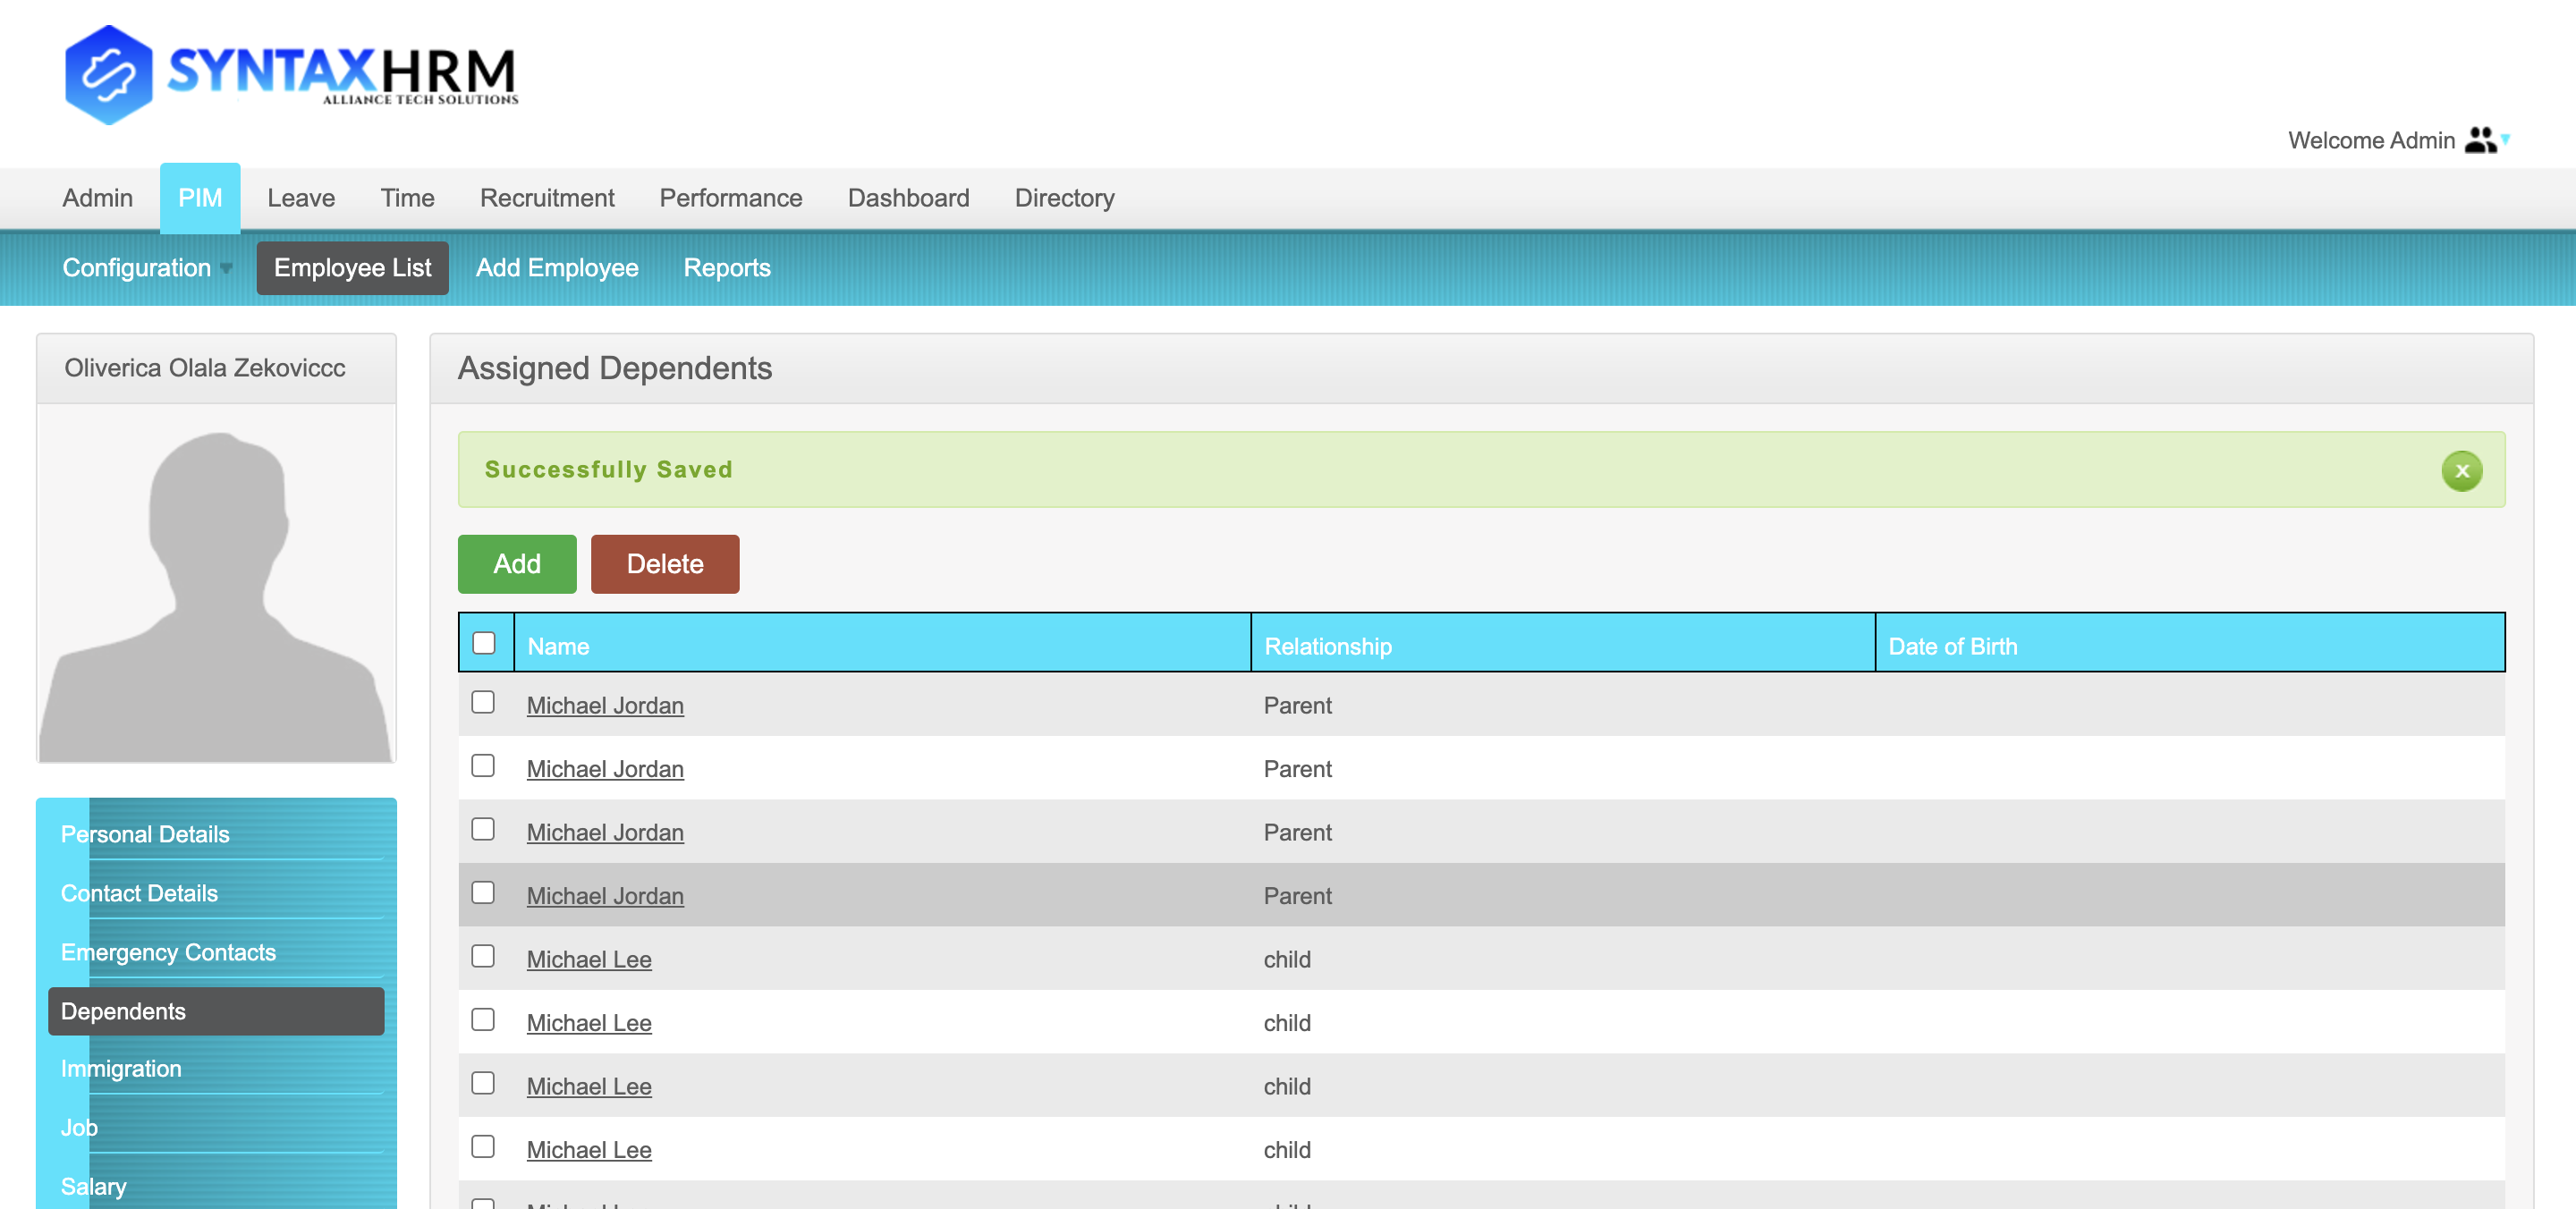 SYNTAXHRM
ALLIANCE TECH SOLUTIONS
Welcome Admin
Admin PIM Leave Time Recruitment Performance Dashboard Directory
Configuration Employee List Add Employee Reports
Oliverica Olala Zekoviccc
Assigned Dependents
Successfully Saved
x
Add Delete
Name Relationship Date of Birth
Michael Jordan Parent
Michael Jordan Parent
Michael Jordan Parent
Michael Jordan Parent
Michael Lee child
Michael Lee child
Michael Lee child
Michael Lee child
Personal Details
Contact Details
Emergency Contacts
Dependents
Immigration
Job
Salary